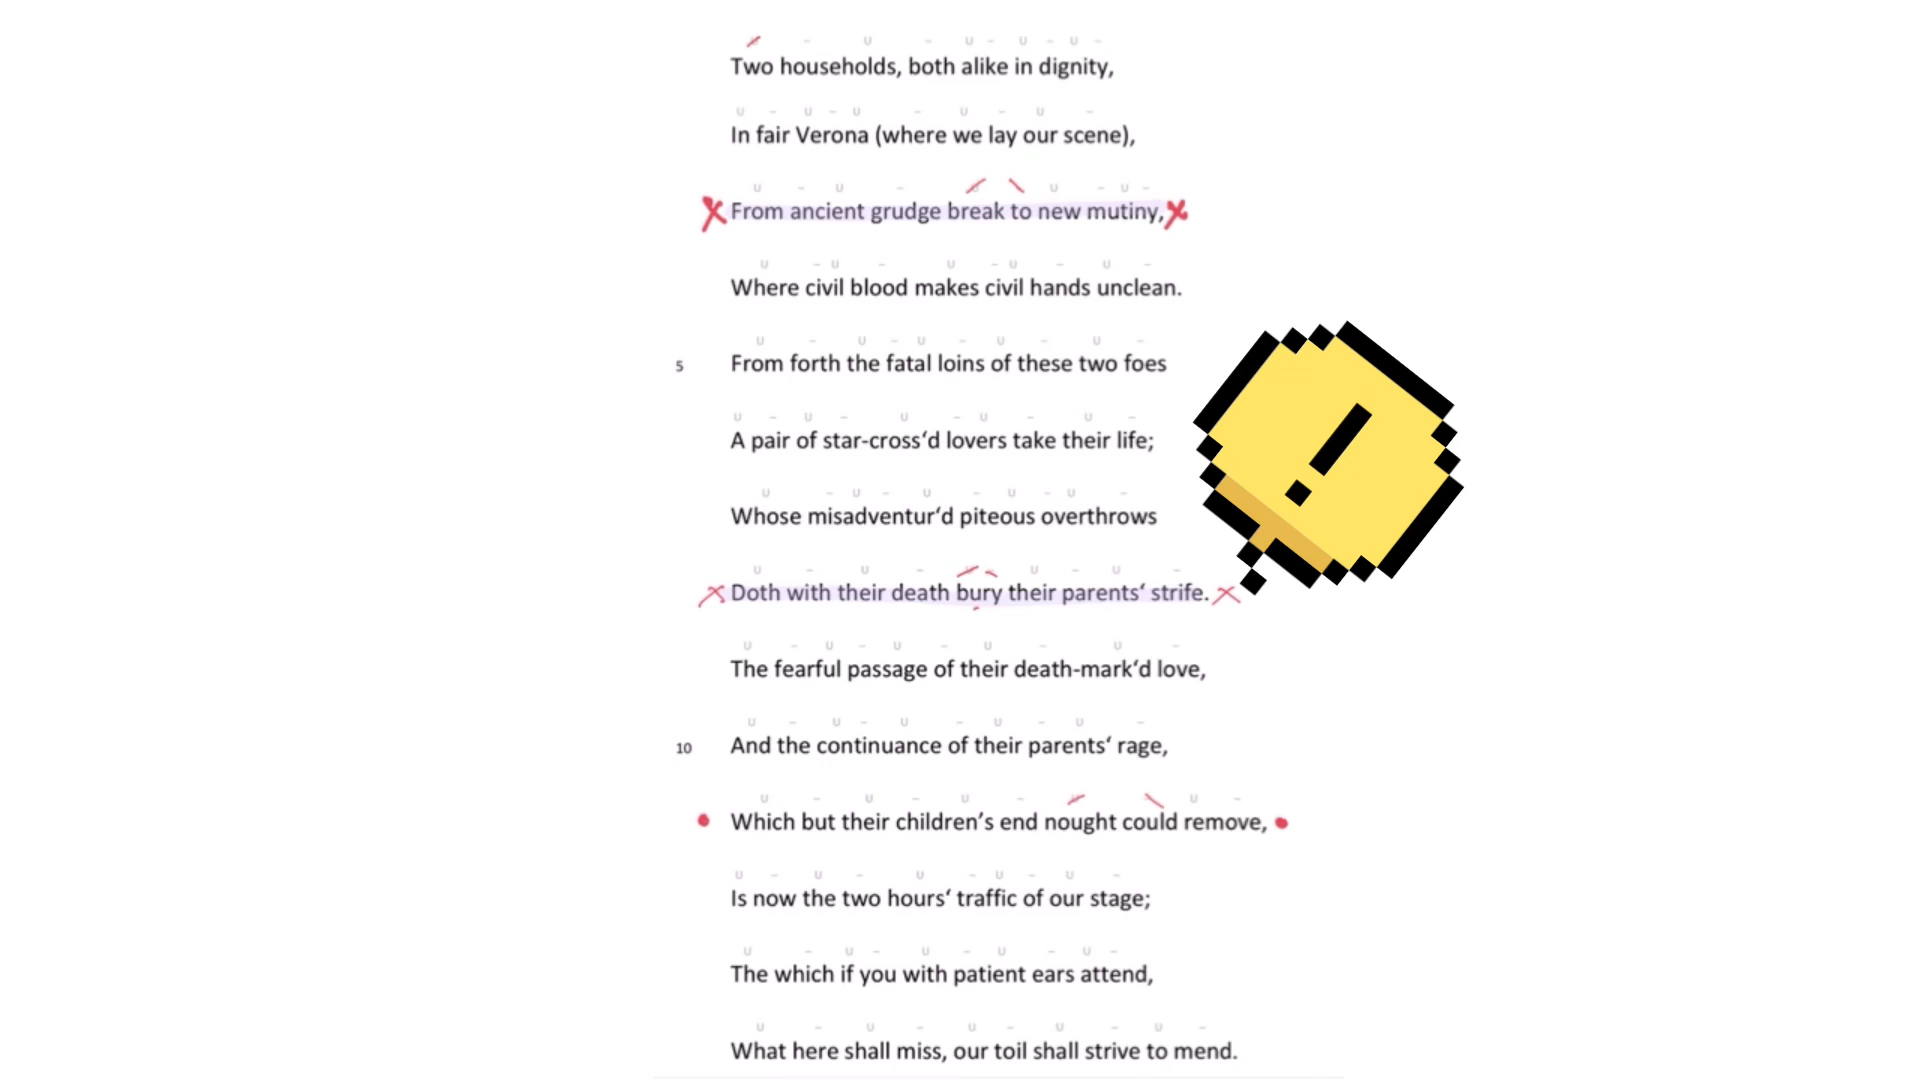 Two households, both alike in dignity,
In fair Verona (where we lay our scene),
From ancient grudge break to new mutiny,
Where civil blood makes civil hands unclean.
5 From forth the fatal loins of these two foes
A pair of star-cross‘d lovers take their life;
Whose misadventur‘d piteous overthrows
Doth with their death bury their parents‘ strife.
The fearful passage of their death-mark‘d love,
10 And the continuance of their parents‘ rage,
Which but their children’s end nought could remove,
Is now the two hours‘ traffic of our stage;
The which if you with patient ears attend,
What here shall miss, our toil shall strive to mend.
!